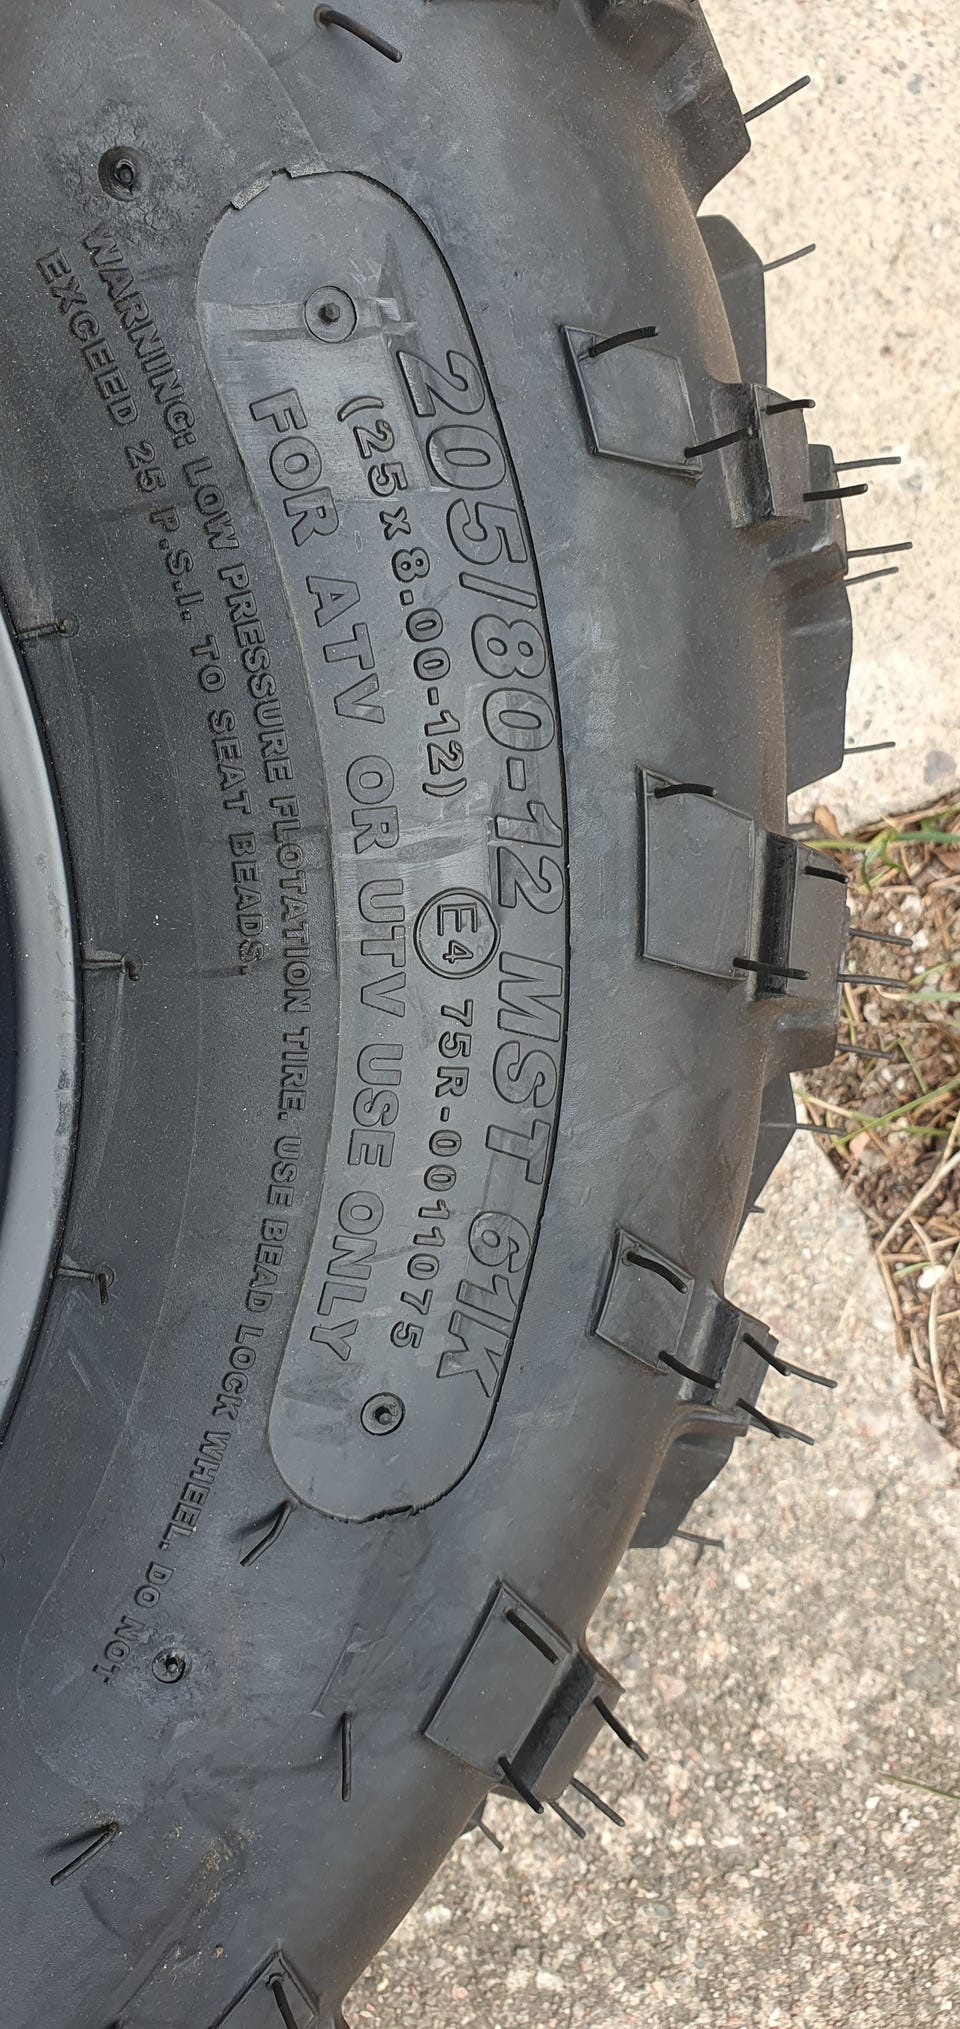 205/80-12 MST 61K
(25x8.00-12) E4 75R-0011075
FOR ATV OR UTV USE ONLY
WARNING: LOW PRESSURE FLOTATION TIRE. USE BEAD LOCK WHEEL. DO NOT
EXCEED 25 P.S.I. TO SEAT BEADS.